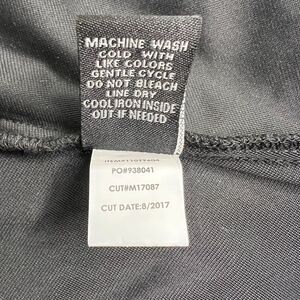 MACHINE WASH
COLD WITH
LIKE COLORS
GENTLE CYCLE
DO NOT BLEACH
LINE DRY
COOL IRON INSIDE
OUT IF NEEDED
PO#938041
CUT#M17087
CUT DATE:8/2017